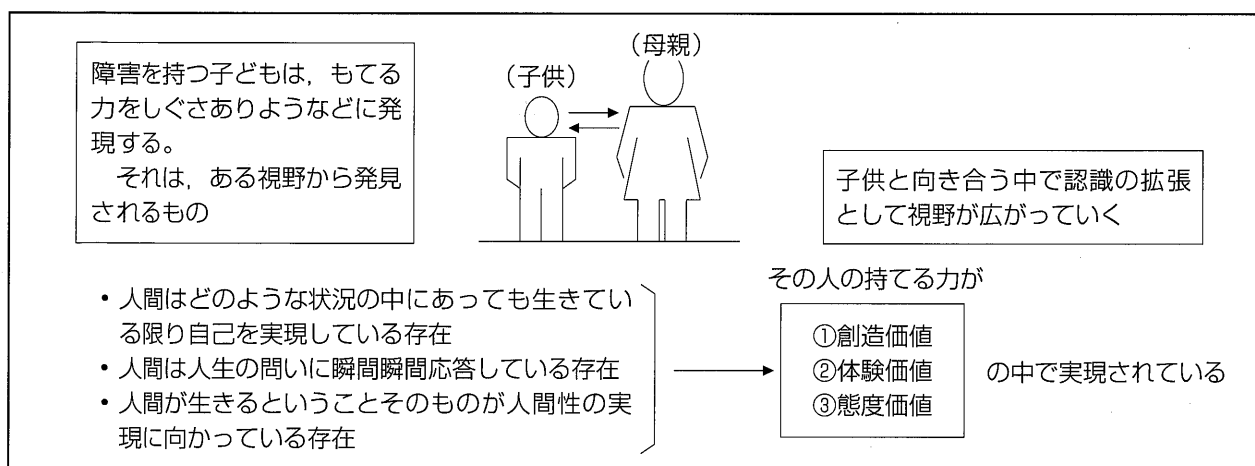 障害を持つ子どもは，もてる
力をしぐさありようなどに発
現する。
　それは，ある視野から発見
されるもの
（子供）
（母親）
子供と向き合う中で認識の拡張
として視野が広がっていく
・人間はどのような状況の中にあっても生きてい
る限り自己を実現している存在
・人間は人生の問いに瞬間瞬間応答している存在
・人間が生きるということそのものが人間性の実
現に向かっている存在
その人の持てる力が
①創造価値
②体験価値
③態度価値
の中で実現されている